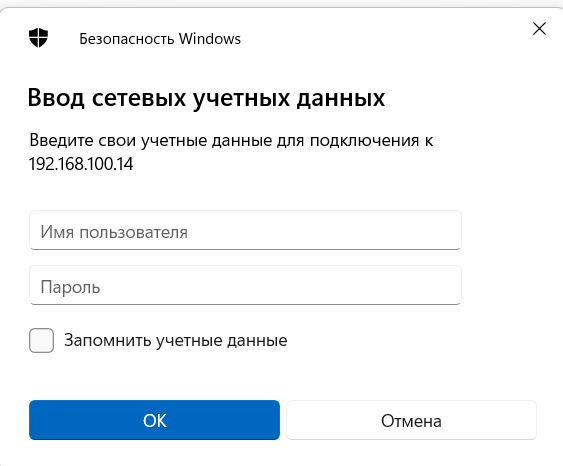 Безопасность Windows
Ввод сетевых учетных данных
Введите свои учетные данные для подключения к
192.168.100.14
Имя пользователя
Пароль
Запомнить учетные данные
ОК
Отмена